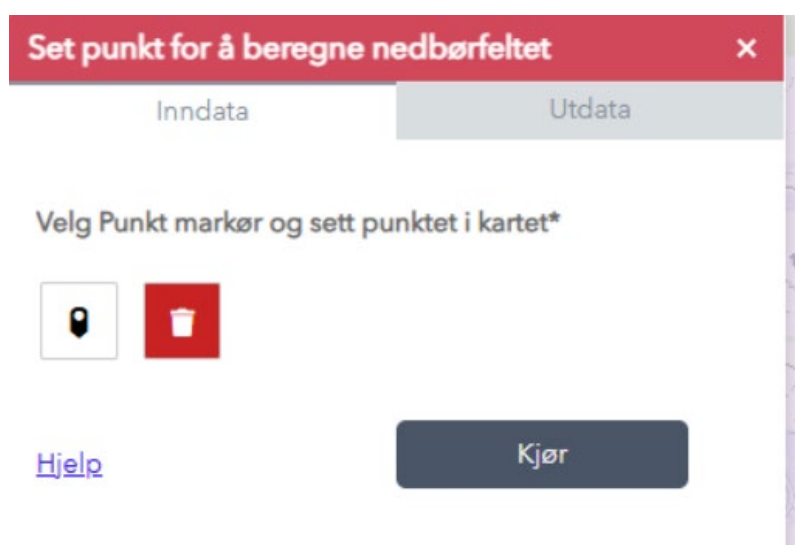 Set punkt for å beregne nedbørfeltet
Inndata Utdata
Velg Punkt markør og sett punktet i kartet*
Hjelp Kjør